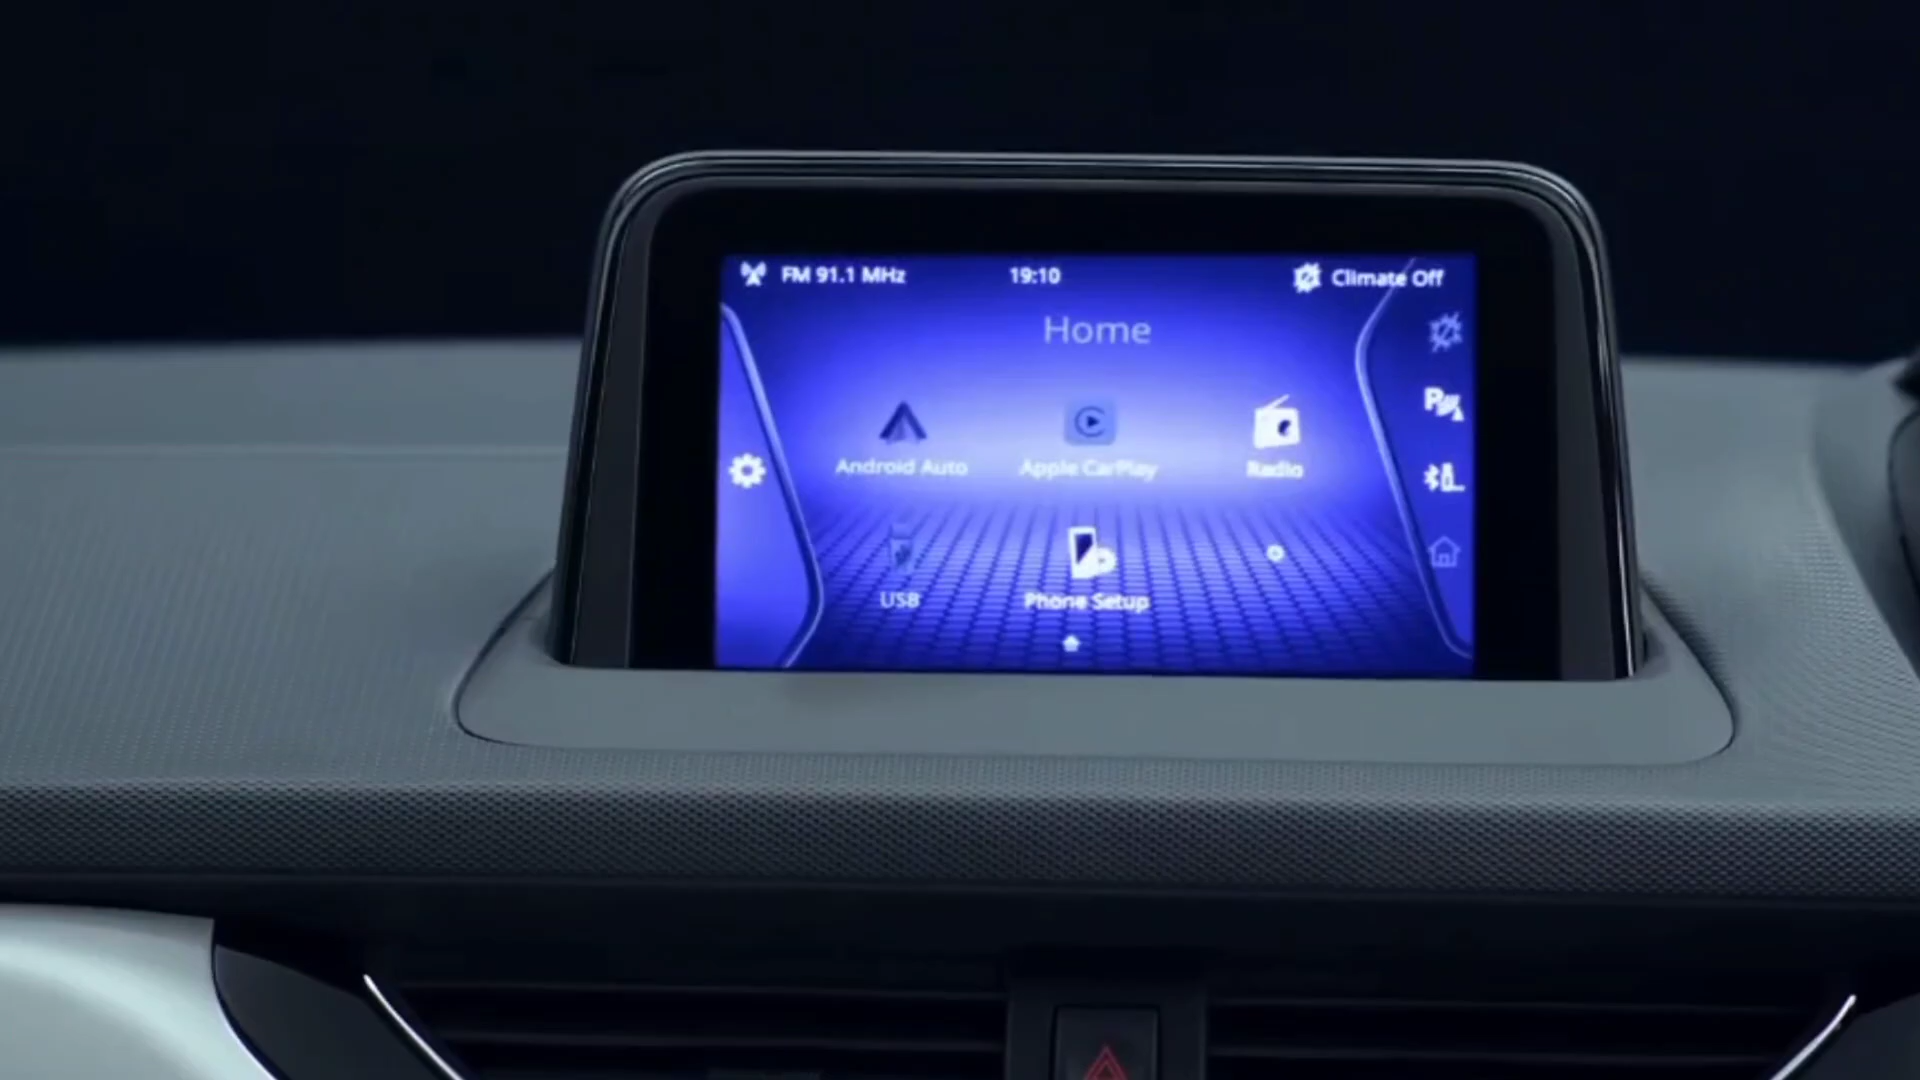 FM 91.1 MHz 19:10 Climate Off
Home
Android Auto Apple CarPlay Radio
USB Phone Setup